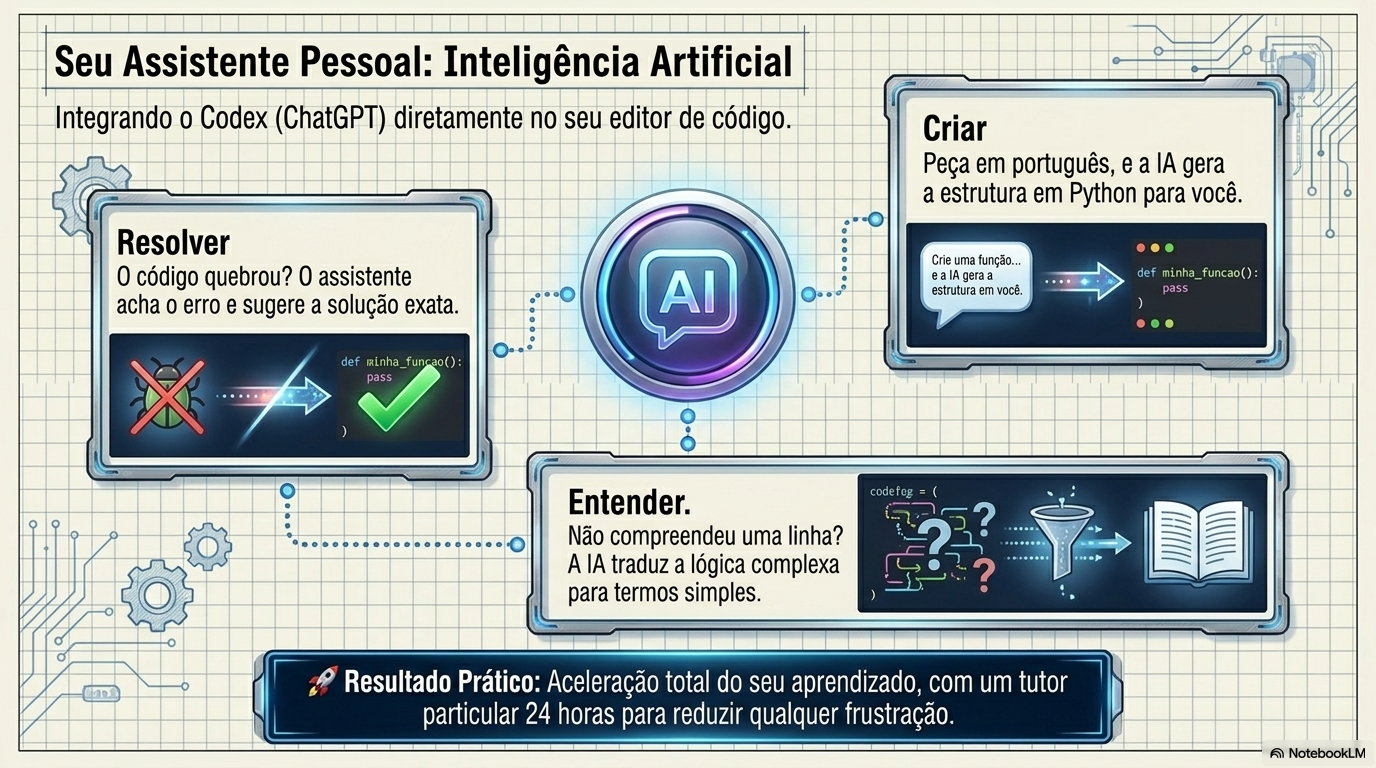 Seu Assistente Pessoal: Inteligência Artificial
Integrando o Codex (ChatGPT) diretamente no seu editor de código.
Resolver
O código quebrou? O assistente
acha o erro e sugere a solução exata.
def minha_funcao():
pass
)
AI
Criar
Peça em português, e a IA gera
a estrutura em Python para você.
Crie uma função...
e a IA gera a
estrutura em você.
def minha_funcao():
pass
)
Entender.
Não compreendeu uma linha?
A IA traduz a lógica complexa
para termos simples.
codefeg = (
? ? ?
)
🚀 Resultado Prático: Aceleração total do seu aprendizado, com um tutor
particular 24 horas para reduzir qualquer frustração.
NotebookLM